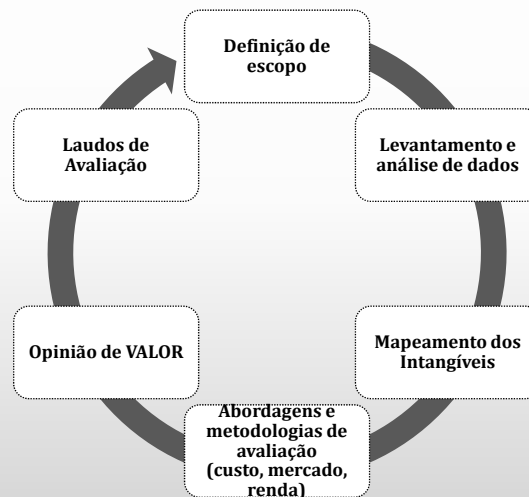 Definição de
escopo
Levantamento e
análise de dados
Mapeamento dos
Intangíveis
Abordagens e
metodologias de
avaliação
(custo, mercado,
renda)
Opinião de VALOR
Laudos de
Avaliação